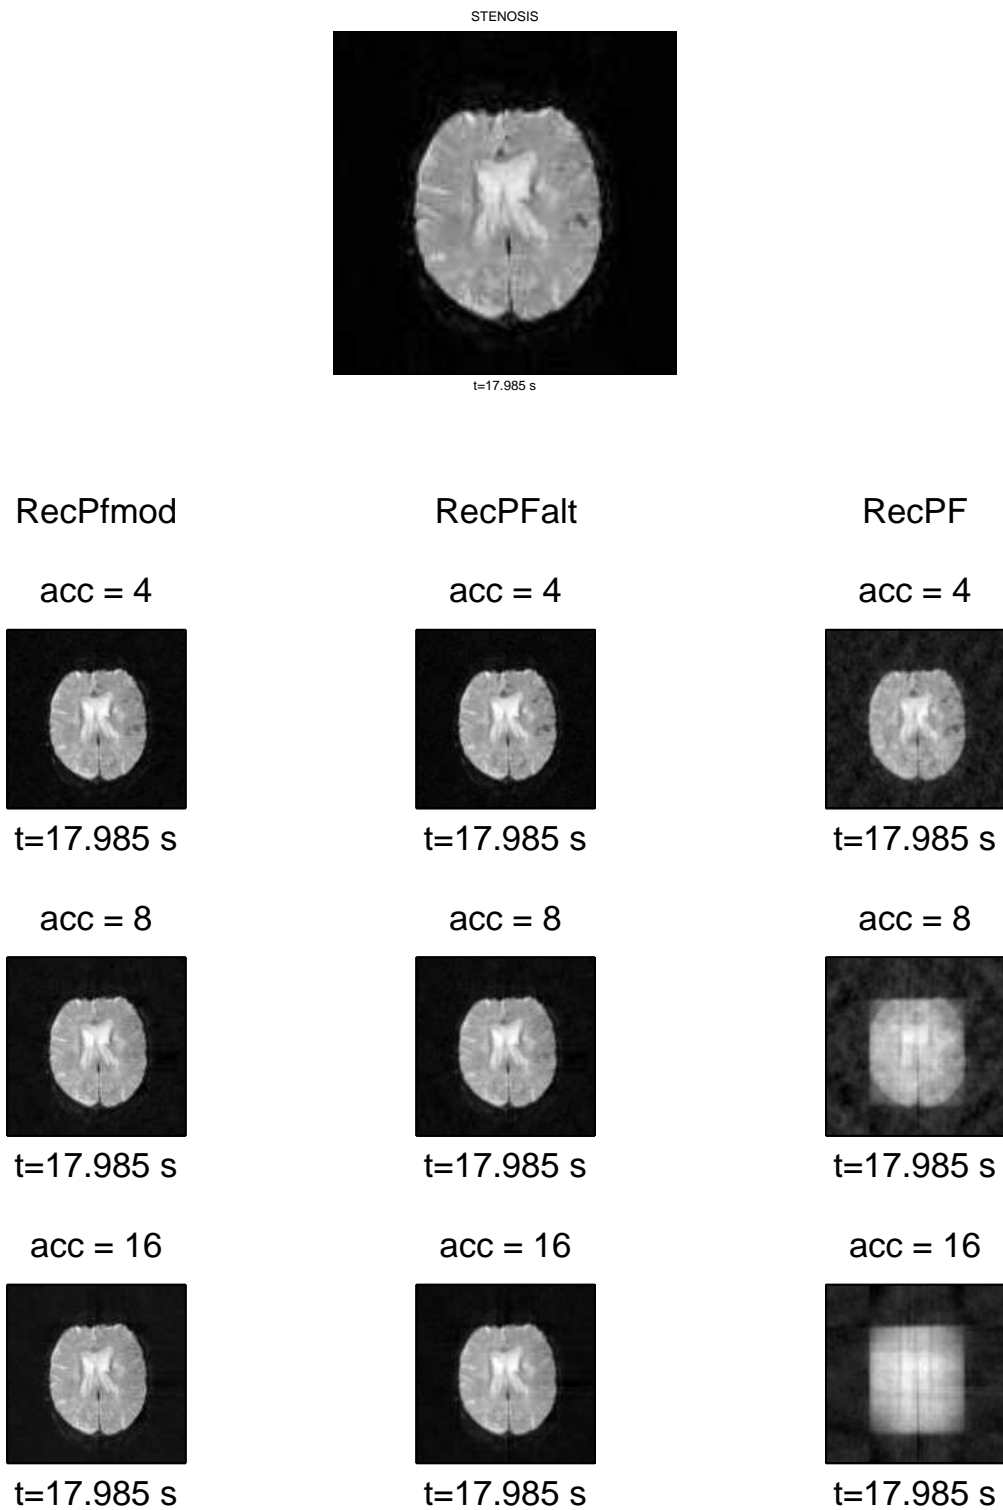 STENOSIS
t=17.985 s
RecPfmod RecPFalt RecPF
acc = 4 acc = 4 acc = 4
t=17.985 s t=17.985 s t=17.985 s
acc = 8 acc = 8 acc = 8
t=17.985 s t=17.985 s t=17.985 s
acc = 16 acc = 16 acc = 16
t=17.985 s t=17.985 s t=17.985 s